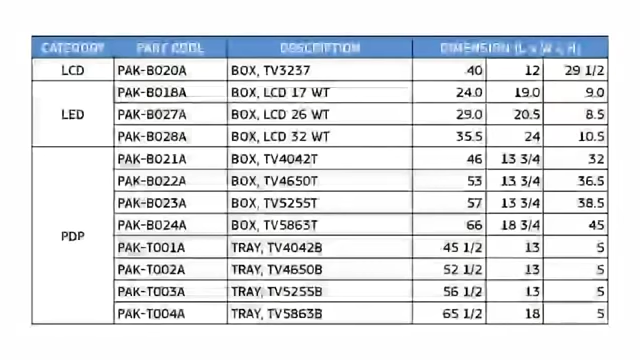 CATEGORY PART CODE DESCRIPTION DIMENSION (L x W x H)
LCD PAK-B020A BOX, TV3237 40 12 29 1/2
PAK-B018A BOX, LCD 17 WT 24.0 19.0 9.0
LED PAK-B027A BOX, LCD 26 WT 29.0 20.5 8.5
PAK-B028A BOX, LCD 32 WT 35.5 24 10.5
PAK-B021A BOX, TV4042T 46 13 3/4 32
PAK-B022A BOX, TV4650T 53 13 3/4 36.5
PAK-B023A BOX, TV5255T 57 13 3/4 38.5
PAK-B024A BOX, TV5863T 66 18 3/4 45
PDP PAK-T001A TRAY, TV4042B 45 1/2 13 5
PAK-T002A TRAY, TV4650B 52 1/2 13 5
PAK-T003A TRAY, TV5255B 56 1/2 13 5
PAK-T004A TRAY, TV5863B 65 1/2 18 5